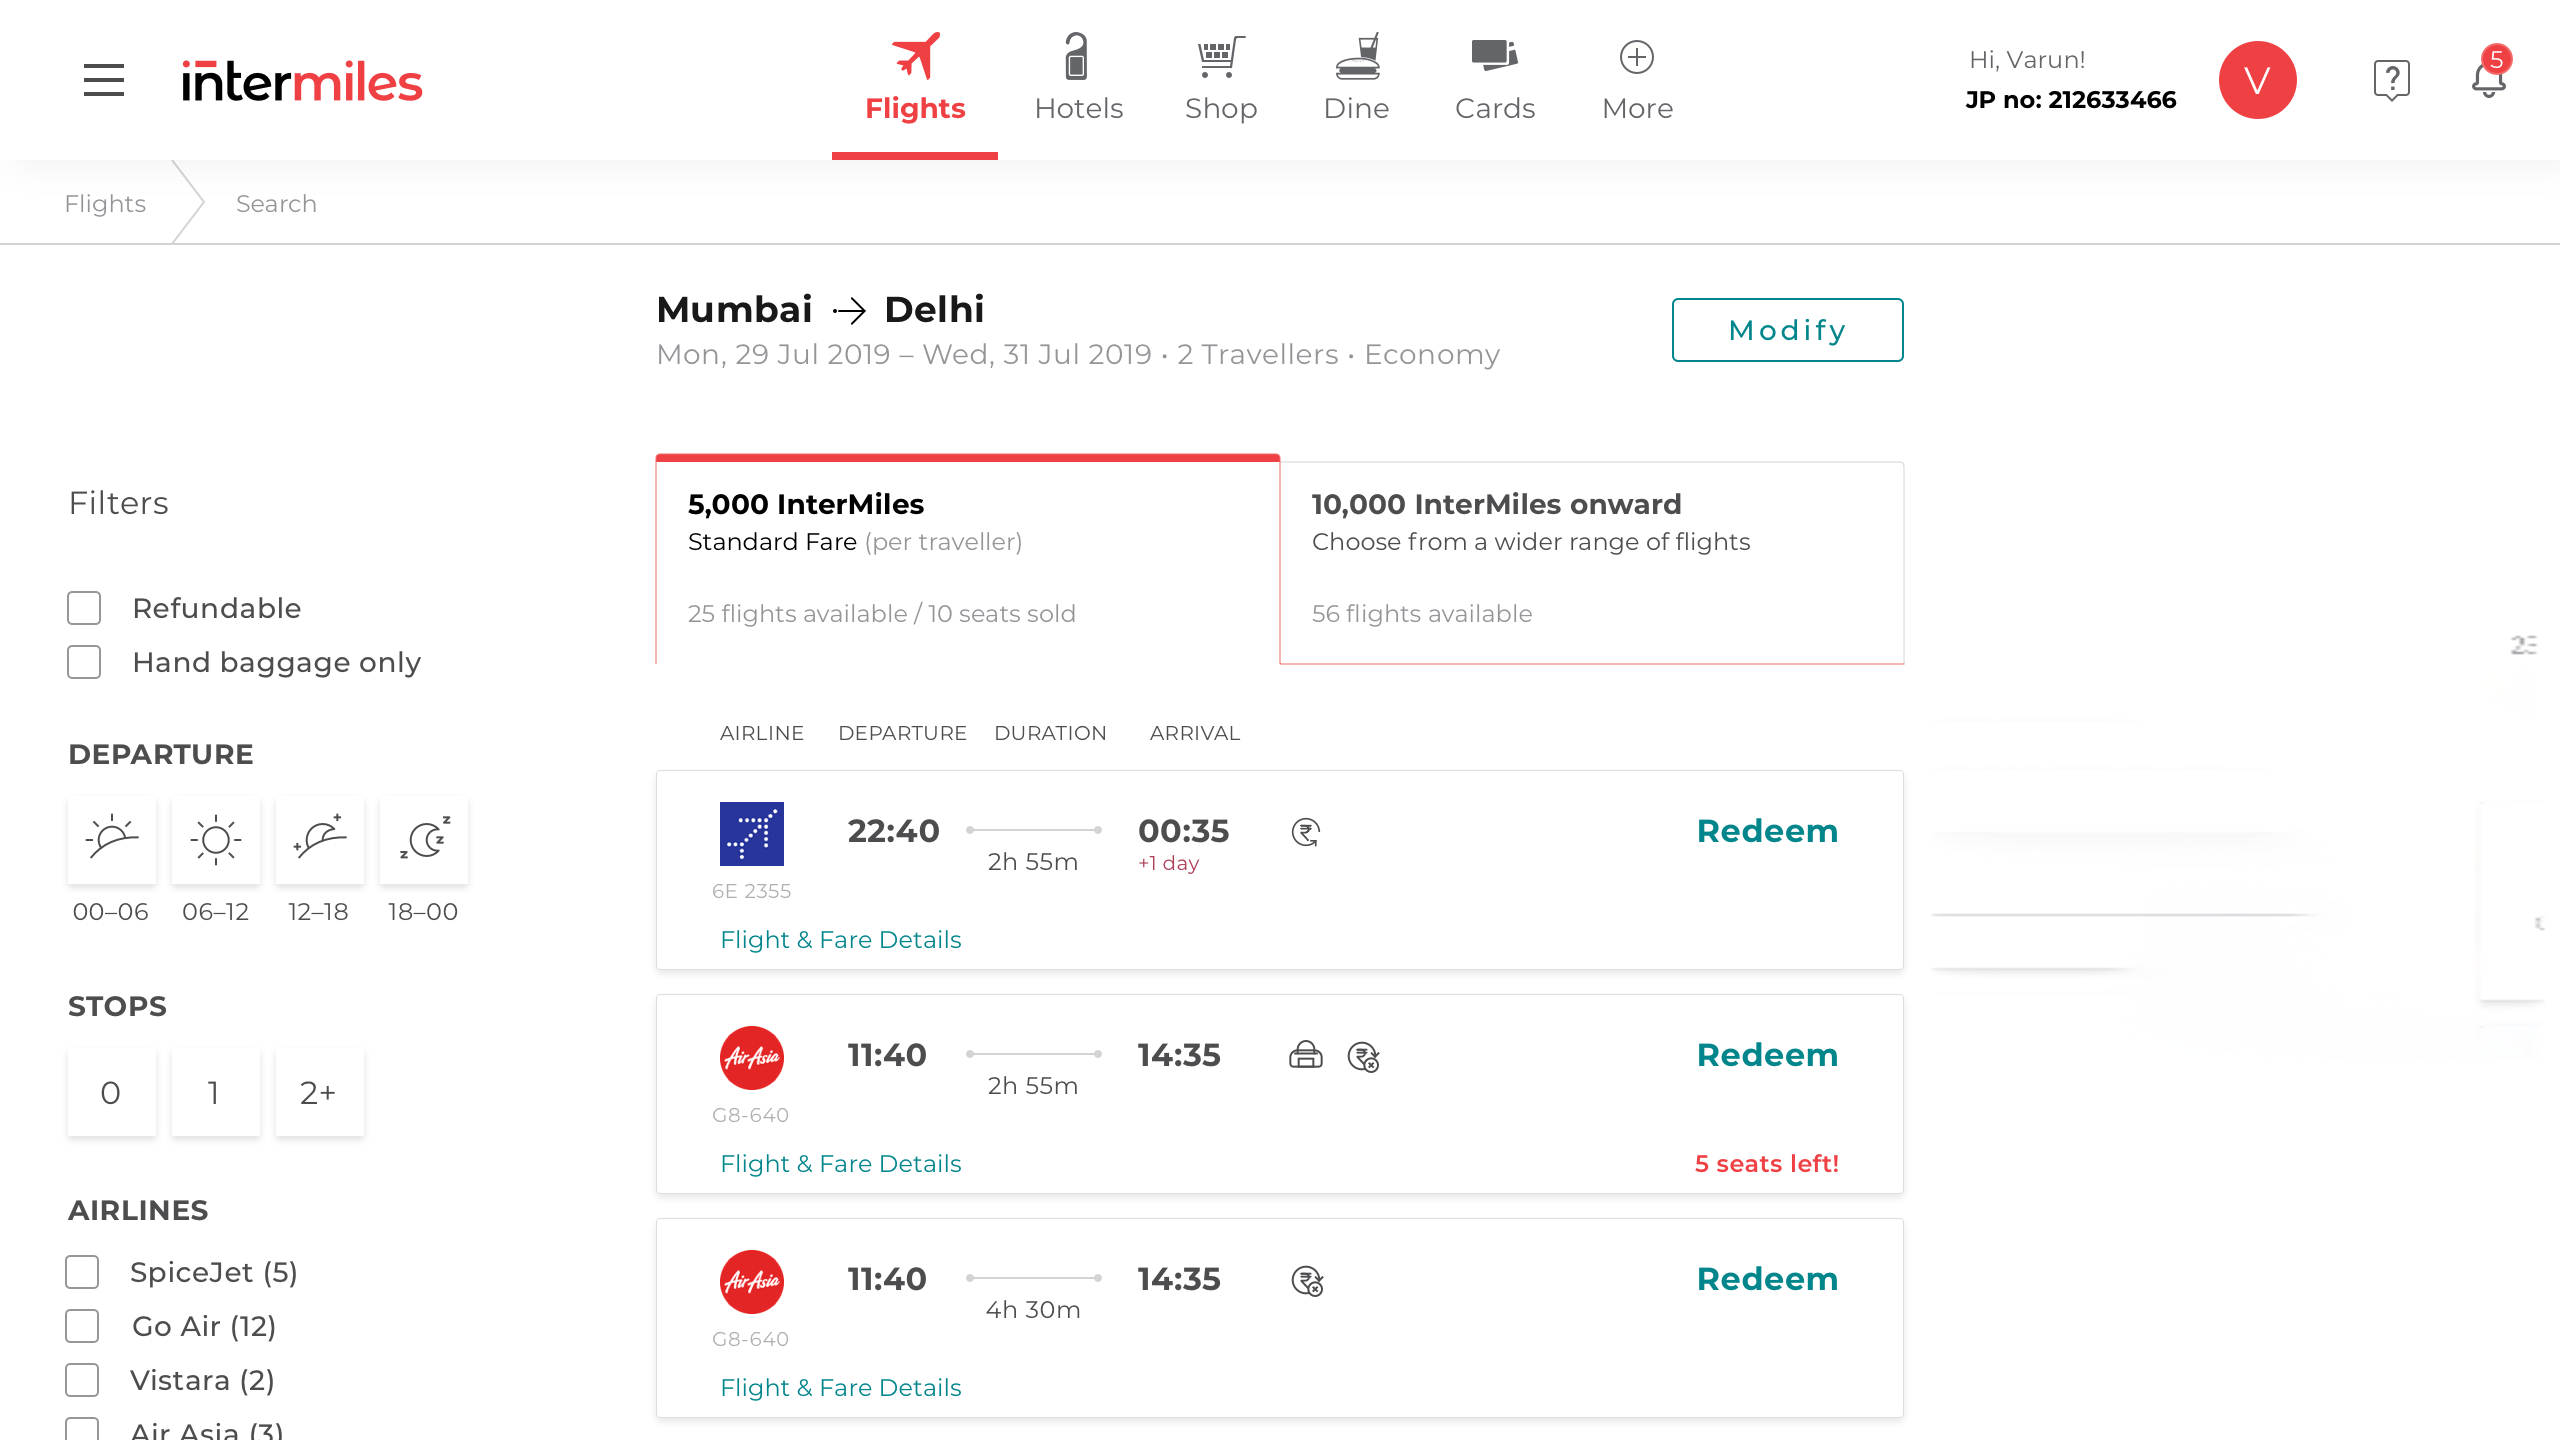 intermiles
Flights
Hotels
Shop
Dine
Cards
More
Hi, Varun!
JP no: 212633466
V
?
5
Flights
Search
Mumbai → Delhi
Mon, 29 Jul 2019 – Wed, 31 Jul 2019 • 2 Travellers • Economy
Modify
Filters
Refundable
Hand baggage only
DEPARTURE
00–06
06–12
12–18
18–00
STOPS
0
1
2+
AIRLINES
SpiceJet (5)
Go Air (12)
Vistara (2)
Air Asia (3)
5,000 InterMiles
Standard Fare (per traveller)
25 flights available / 10 seats sold
10,000 InterMiles onward
Choose from a wider range of flights
56 flights available
AIRLINE
DEPARTURE
DURATION
ARRIVAL
22:40
2h 55m
00:35
+1 day
Redeem
6E 2355
Flight & Fare Details
AirAsia
11:40
2h 55m
14:35
Redeem
G8-640
Flight & Fare Details
5 seats left!
AirAsia
11:40
4h 30m
14:35
Redeem
G8-640
Flight & Fare Details